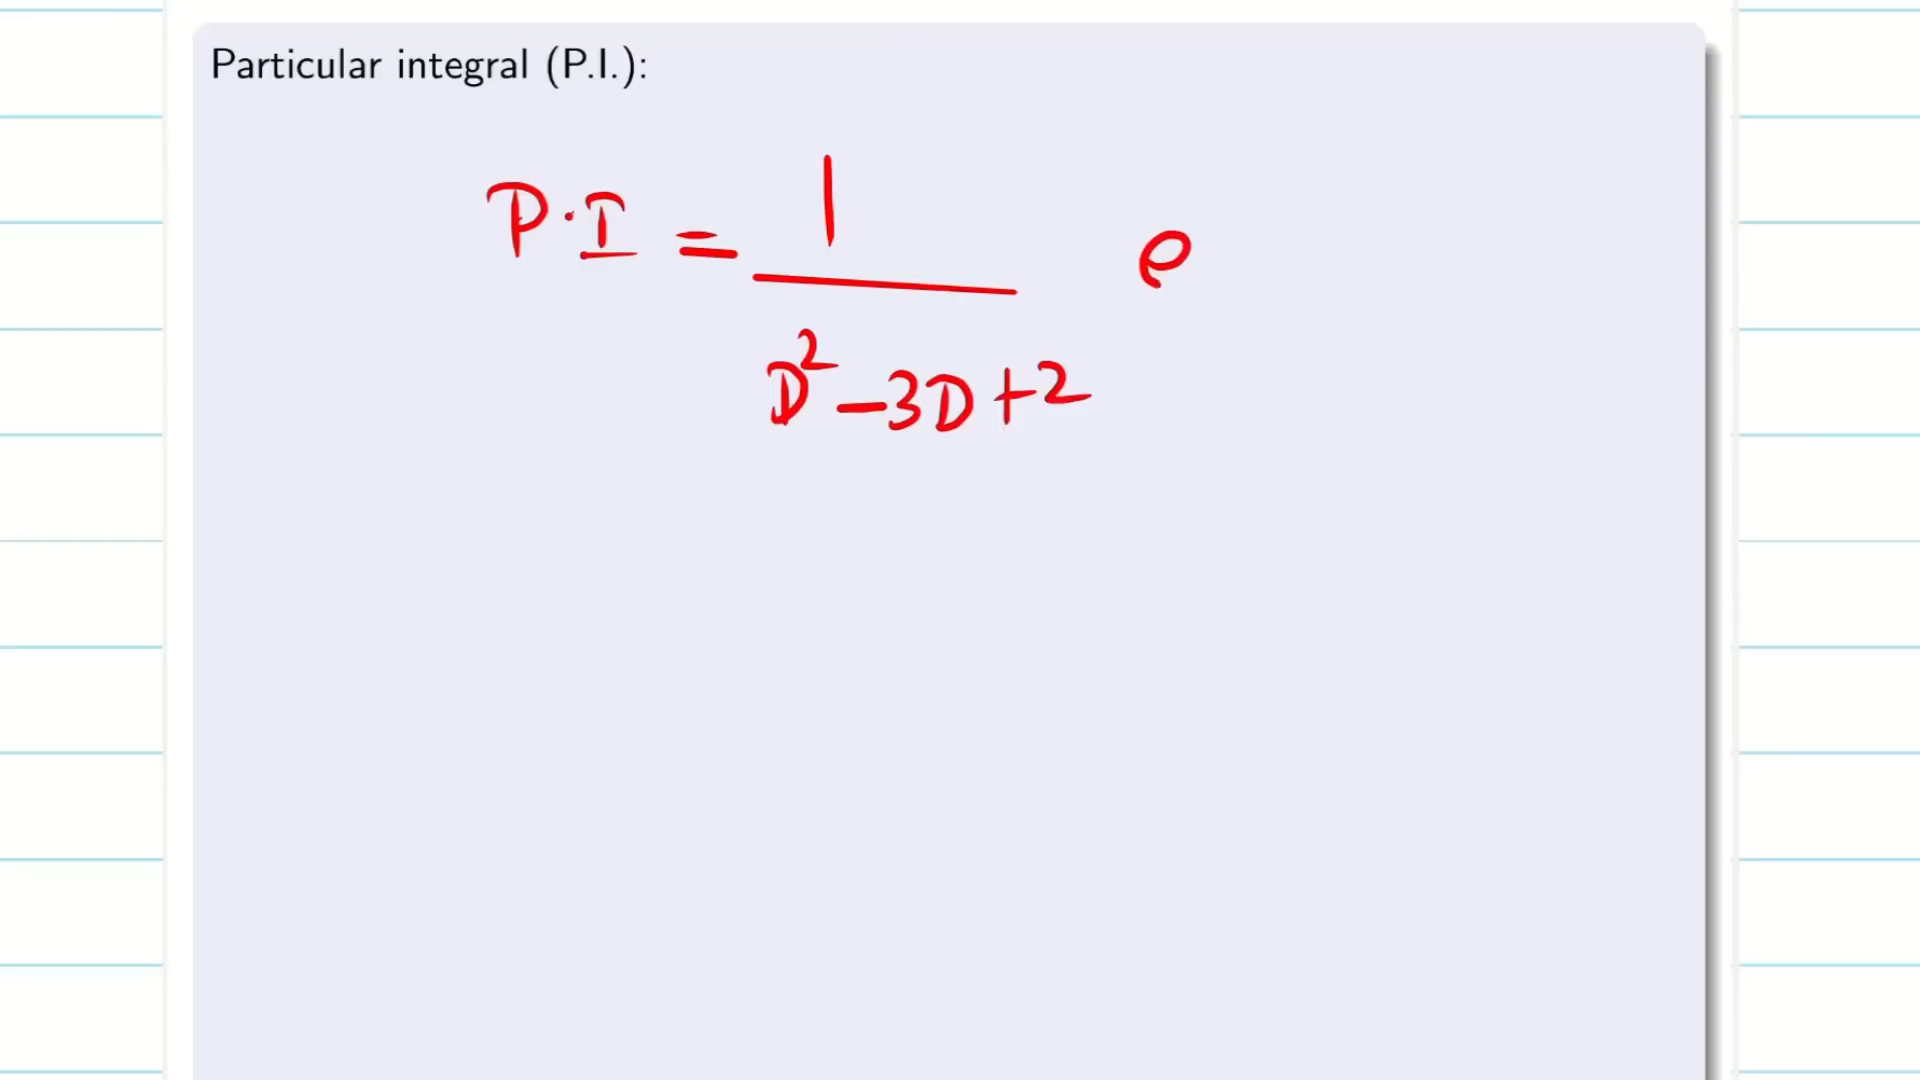 Particular integral (P.I.):
P.I = 1 / D² - 3D + 2 e